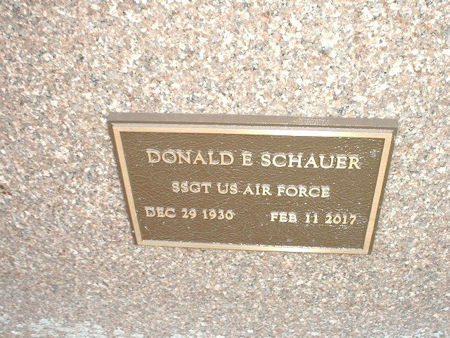 DONALD E SCHAUER
SSGT US AIR FORCE
DEC 29 1930 FEB 11 2017